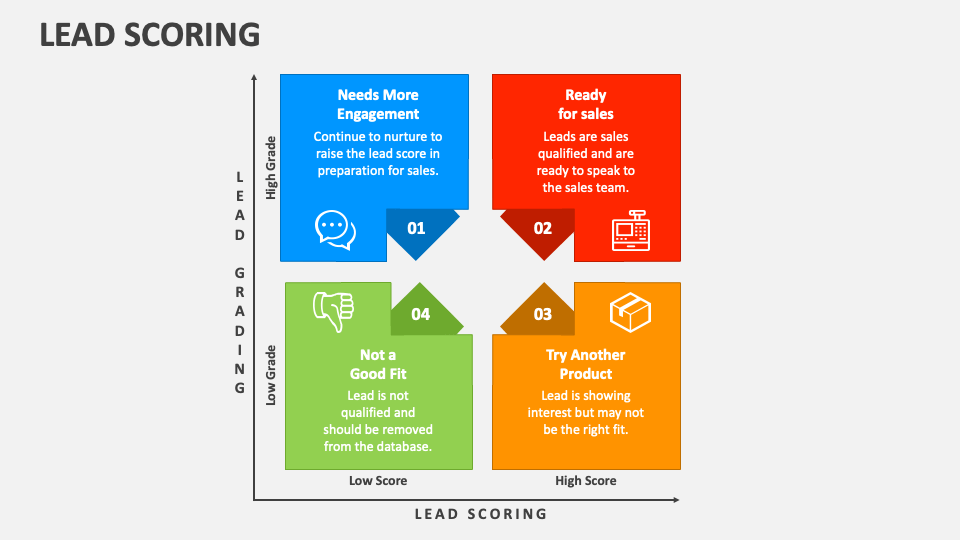 LEAD SCORING
LEAD GRADING
High Grade
Needs More
Engagement
Continue to nurture to
raise the lead score in
preparation for sales.
01
Ready
for sales
Leads are sales
qualified and are
ready to speak to
the sales team.
02
Low Grade
04
Not a
Good Fit
Lead is not
qualified and
should be removed
from the database.
03
Try Another
Product
Lead is showing
interest but may not
be the right fit.
Low Score
High Score
LEAD SCORING